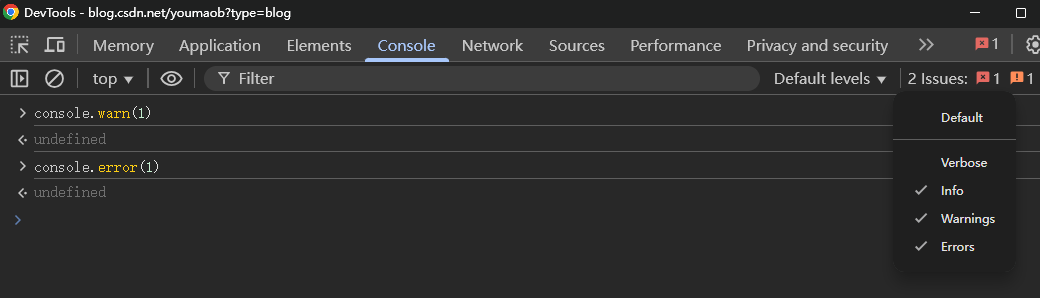 DevTools - blog.csdn.net/youmaob?type=blog
Memory Application Elements Console Network Sources Performance Privacy and security 1
top Filter Default levels 2 Issues: 1 1
console.warn(1)
undefined
console.error(1)
undefined
Default
Verbose
Info
Warnings
Errors